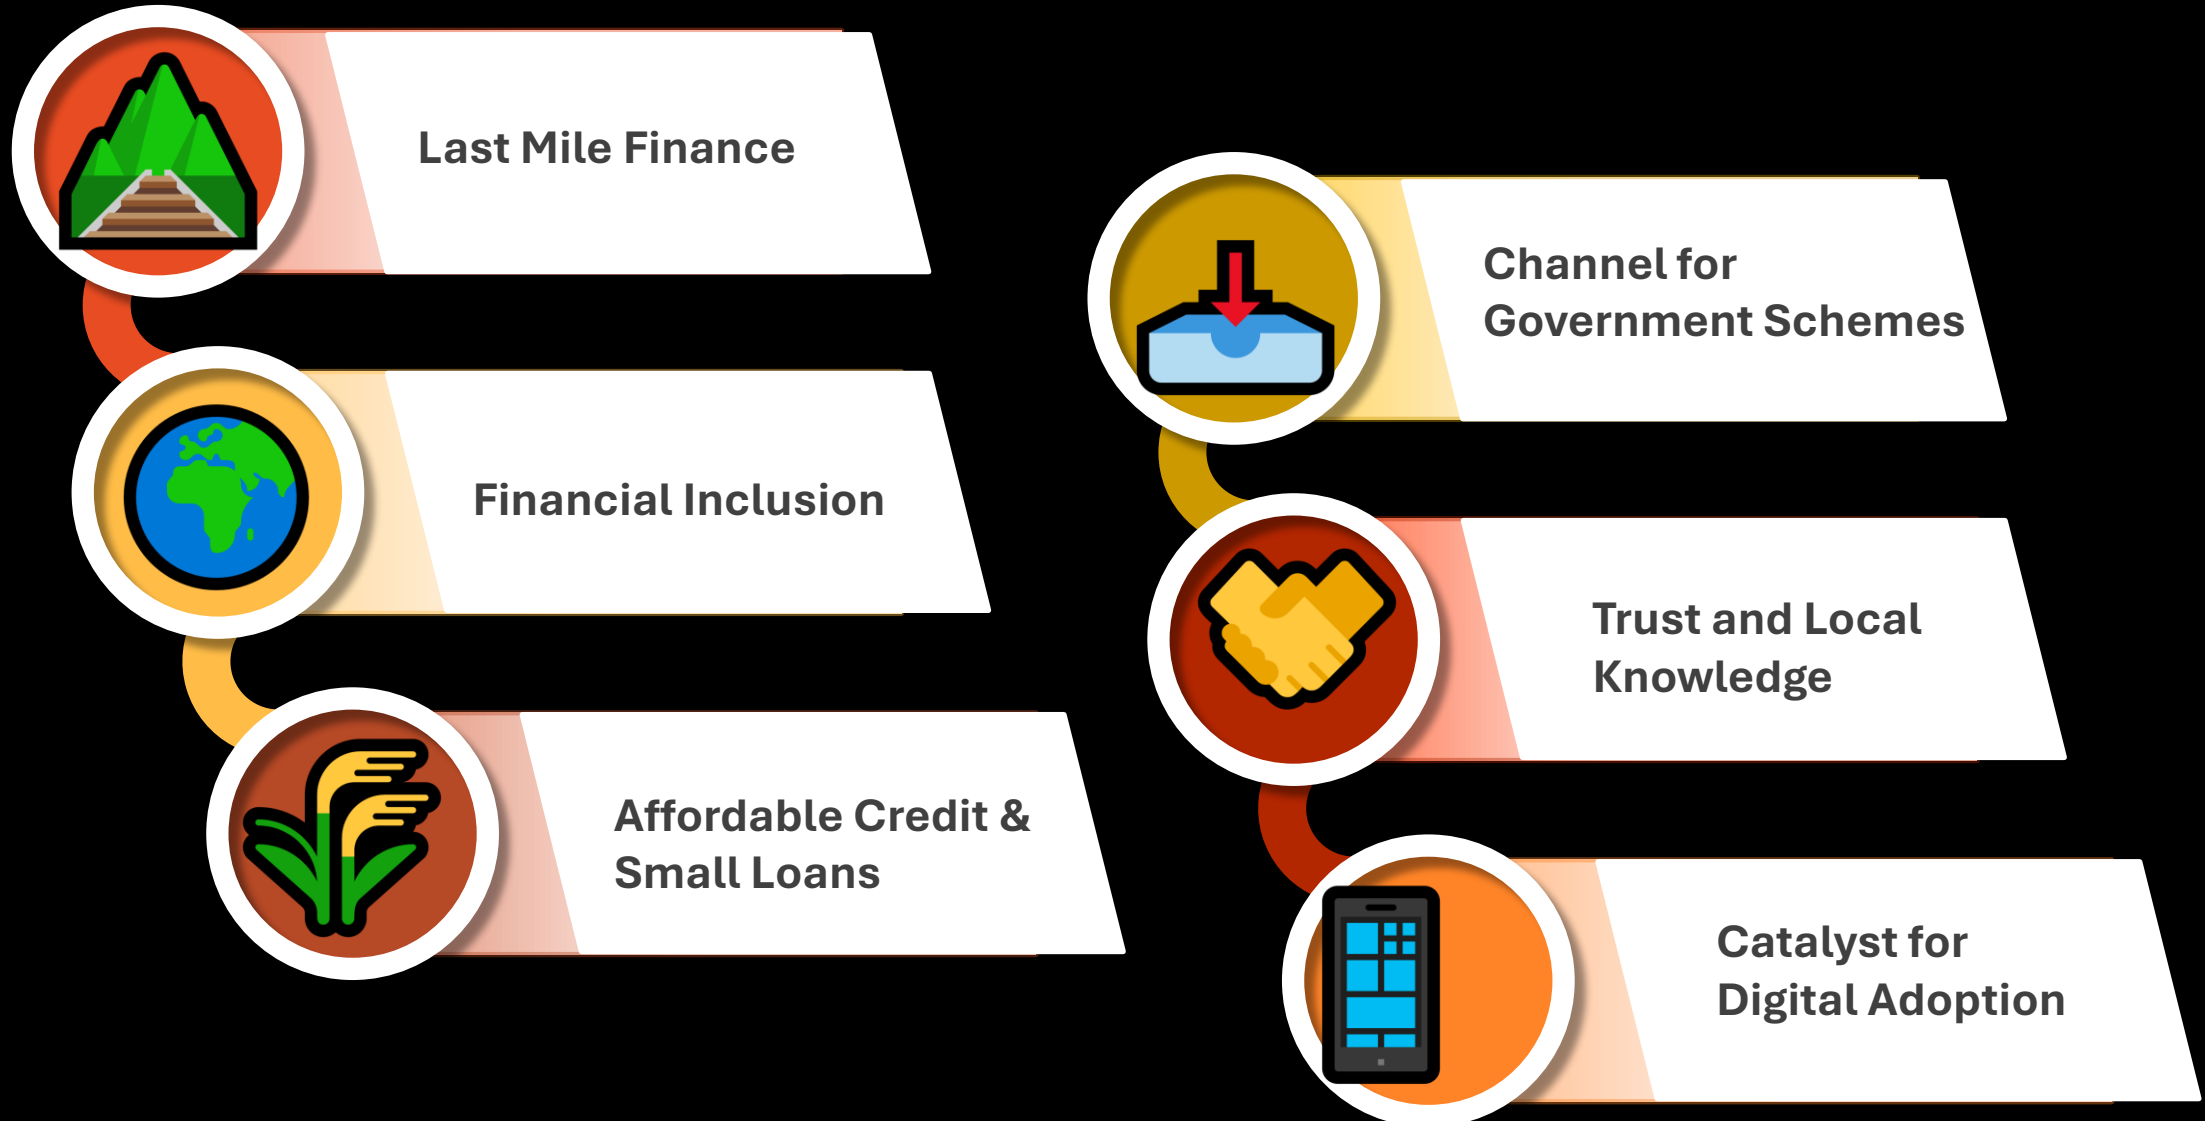 Last Mile Finance
Financial Inclusion
Affordable Credit &
Small Loans
Channel for
Government Schemes
Trust and Local
Knowledge
Catalyst for
Digital Adoption